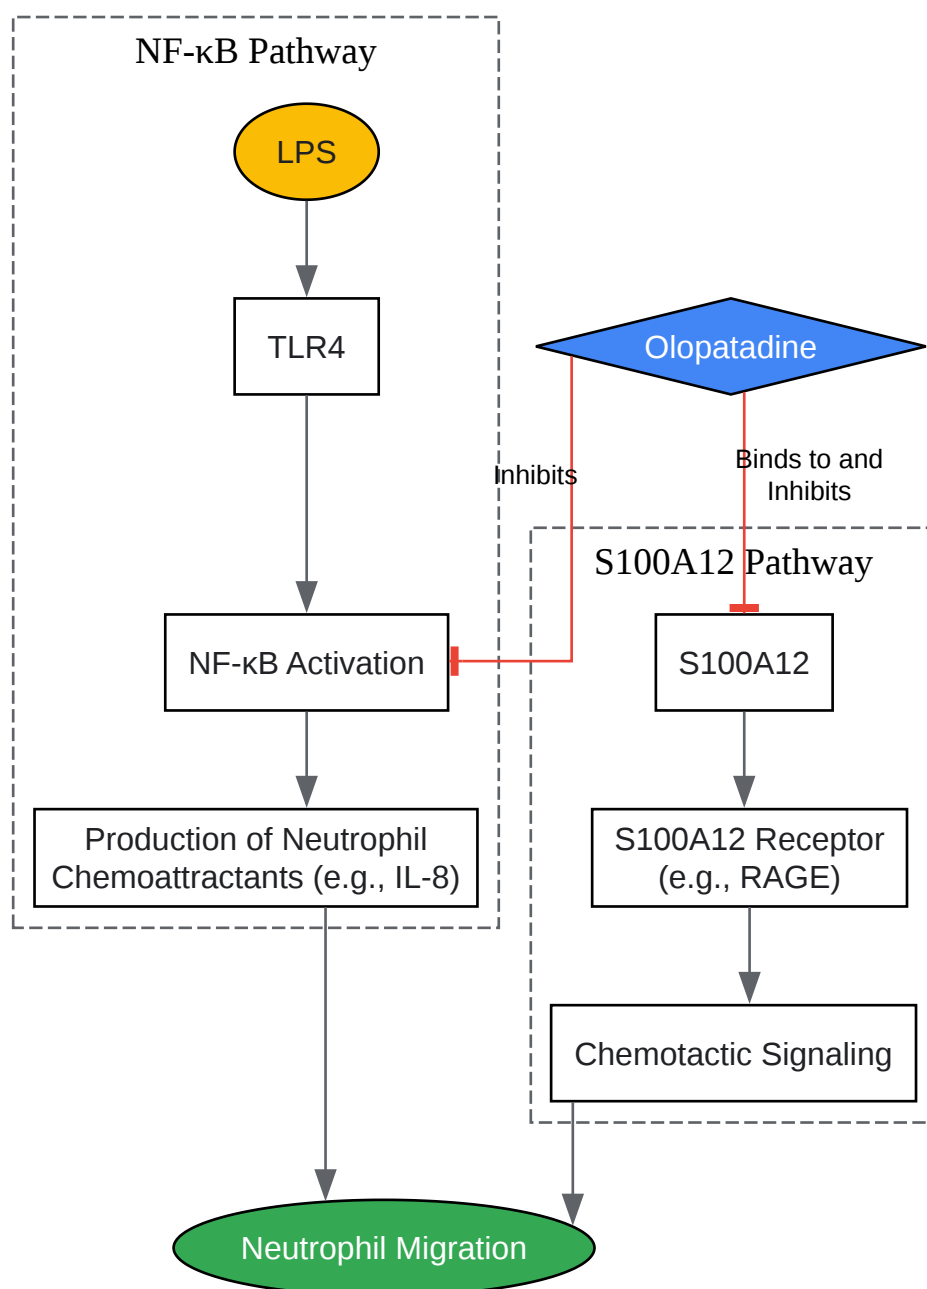 NF-κB Pathway
LPS
TLR4
Olopatadine
Inhibits
Binds to and
Inhibits
S100A12 Pathway
NF-κB Activation
S100A12
Production of Neutrophil
Chemoattractants (e.g., IL-8)
S100A12 Receptor
(e.g., RAGE)
Chemotactic Signaling
Neutrophil Migration